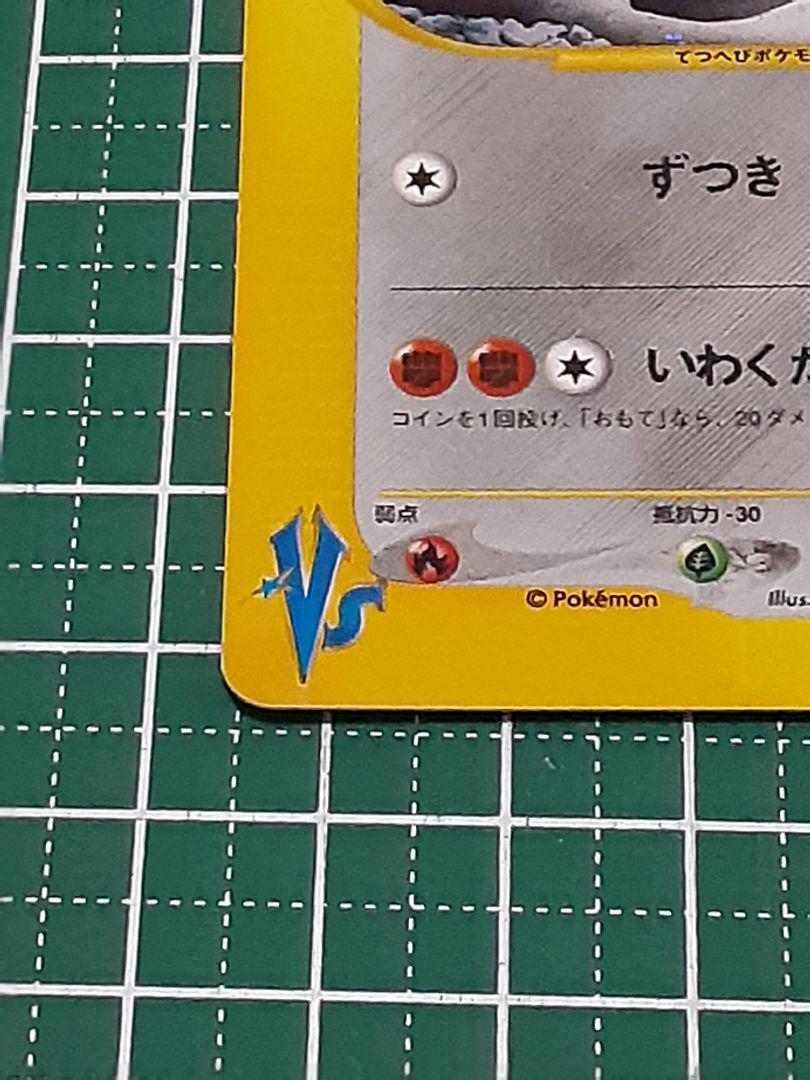 てつへびポケモ
ずつき
いわくだ
コインを1回投げ、「おもて」なら、20ダメ
弱点
抵抗力 -30
© Pokémon
Illus.
VS